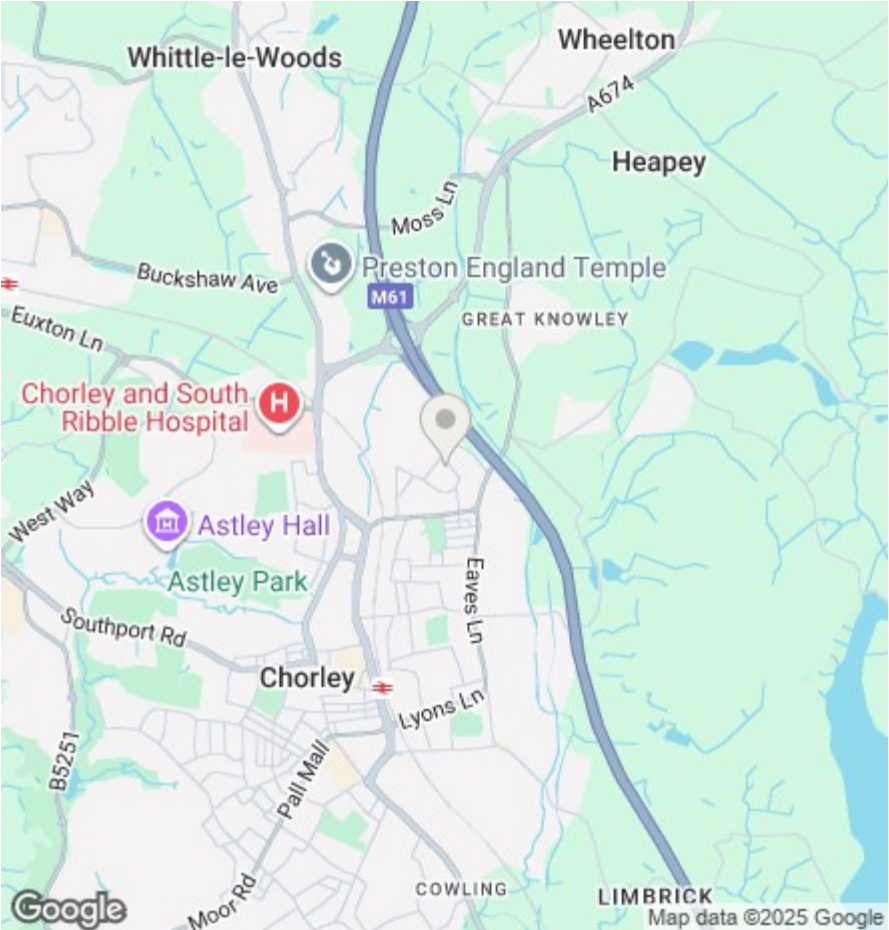 Whittle-le-Woods
Wheelton
A674
Heapey
Moss Ln
Buckshaw Ave
Preston England Temple
M61
Euxton Ln
GREAT KNOWLEY
Chorley and South
Ribble Hospital
H
West Way
Astley Hall
Astley Park
Eaves Ln
Southport Rd
Chorley
Lyons Ln
B5251
Pall Mall
Moor Rd
COWLING
LIMBRICK
Google
Map data ©2025 Google